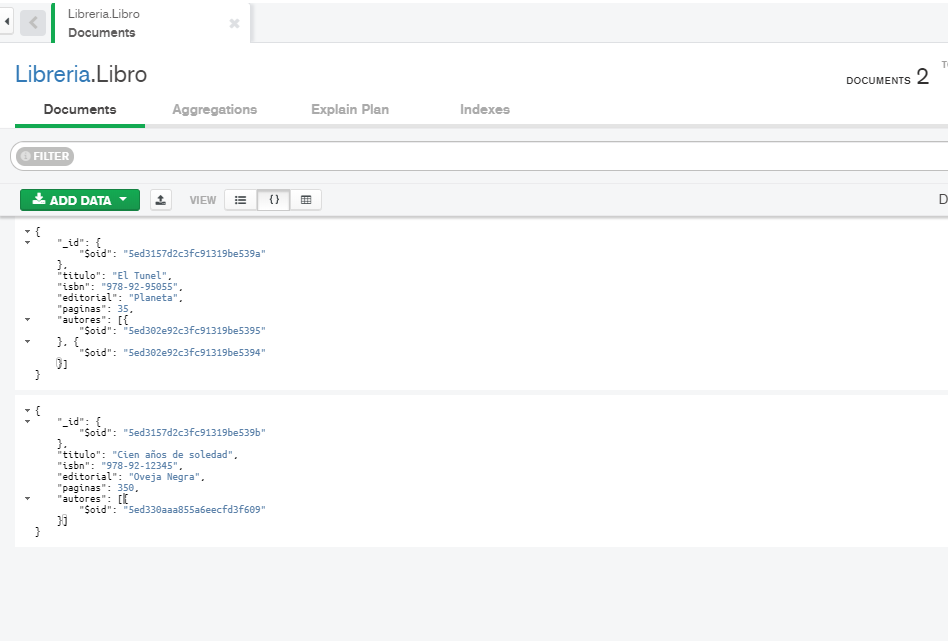 Libreria.Libro
Documents
Libreria.Libro
DOCUMENTS 2
Documents
Aggregations
Explain Plan
Indexes
FILTER
ADD DATA
VIEW
{
"_id": {
"$oid": "5ed3157d2c3fc91319be539a"
},
"titulo": "El Tunel",
"isbn": "978-92-95055",
"editorial": "Planeta",
"paginas": 35,
"autores": [{
"$oid": "5ed302e92c3fc91319be5395"
}, {
"$oid": "5ed302e92c3fc91319be5394"
}]
}
{
"_id": {
"$oid": "5ed3157d2c3fc91319be539b"
},
"titulo": "Cien años de soledad",
"isbn": "978-92-12345",
"editorial": "Oveja Negra",
"paginas": 350,
"autores": [{
"$oid": "5ed330aaa855a6eecfd3f609"
}]
}